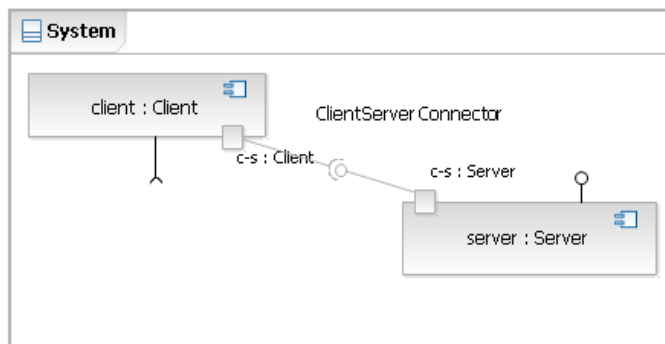 System
client : Client
ClientServer Connector
c-s : Client
c-s : Server
server : Server